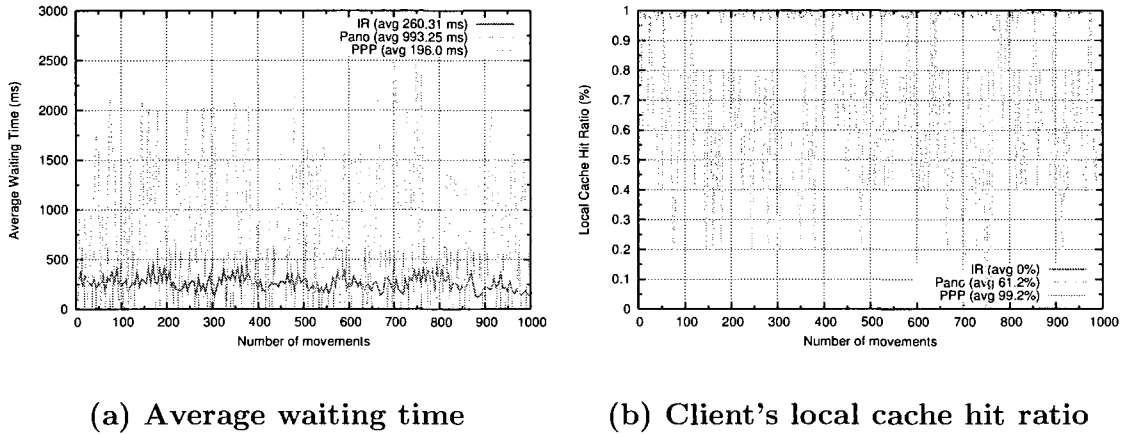 3000
2500
2000
1500
1000
500
0
Average Waiting Time (ms)
IR (avg 260.31 ms)
Pano (avg 993.25 ms)
PPP (avg 196.0 ms)
0 100 200 300 400 500 600 700 800 900 1000
Number of movements
(a) Average waiting time
1
0.9
0.8
0.7
0.6
0.5
0.4
0.3
0.2
0.1
0
Local Cache Hit Ratio (%)
IR (avg 0%)
Pano (avg 61.2%)
PPP (avg 99.2%)
0 100 200 300 400 500 600 700 800 900 1000
Number of movements
(b) Client's local cache hit ratio